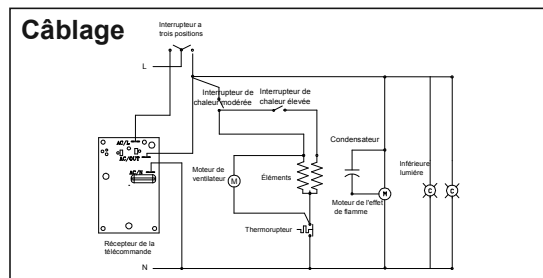 Câblage
Interrupteur a
trois positions
L
Interrupteur de
chaleur modérée
Interrupteur de
chaleur élevée
AC/L
AC/OUT
AC/N
Condensateur
Moteur de
ventilateur
M
Éléments
Inférieure
lumière
M
C
C
Moteur de l'effet
de flamme
Thermorupteur
Récepteur de la
télécommande
N